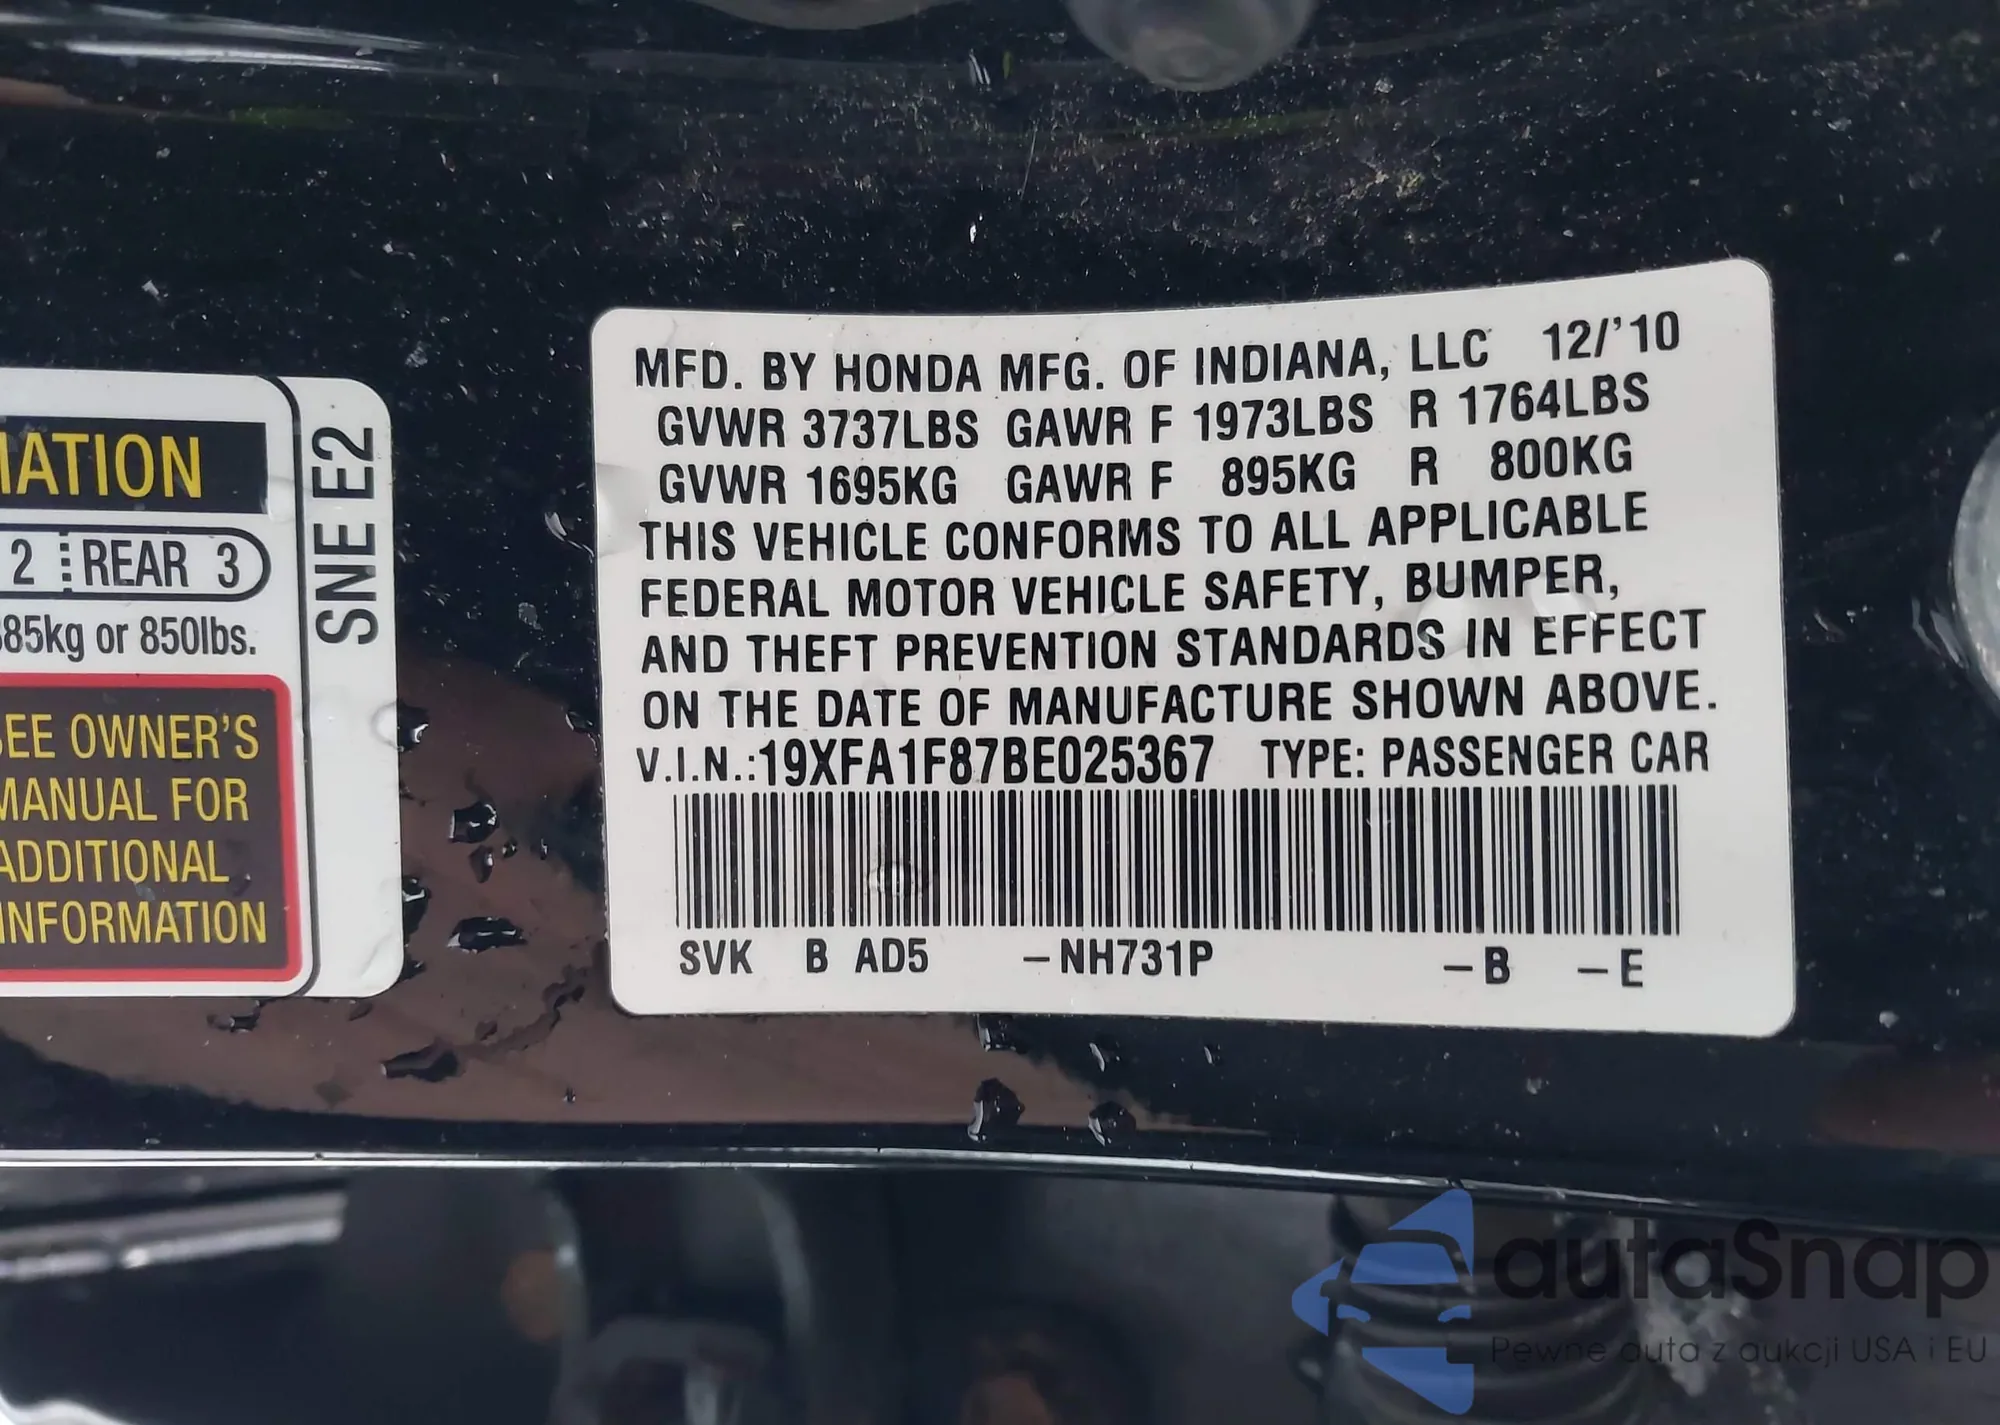 IATION
2 REAR 3
85kg or 850lbs.
SEE OWNER'S
MANUAL FOR
ADDITIONAL
INFORMATION
SNE E2
MFD. BY HONDA MFG. OF INDIANA, LLC 12/'10
GVWR 3737LBS GAWR F 1973LBS R 1764LBS
GVWR 1695KG GAWR F 895KG R 800KG
THIS VEHICLE CONFORMS TO ALL APPLICABLE
FEDERAL MOTOR VEHICLE SAFETY, BUMPER,
AND THEFT PREVENTION STANDARDS IN EFFECT
ON THE DATE OF MANUFACTURE SHOWN ABOVE.
V.I.N.:19XFA1F87BE025367 TYPE: PASSENGER CAR
SVK B AD5 -NH731P -B -E
autaSnap
Pewne auta z aukcji USA i EU